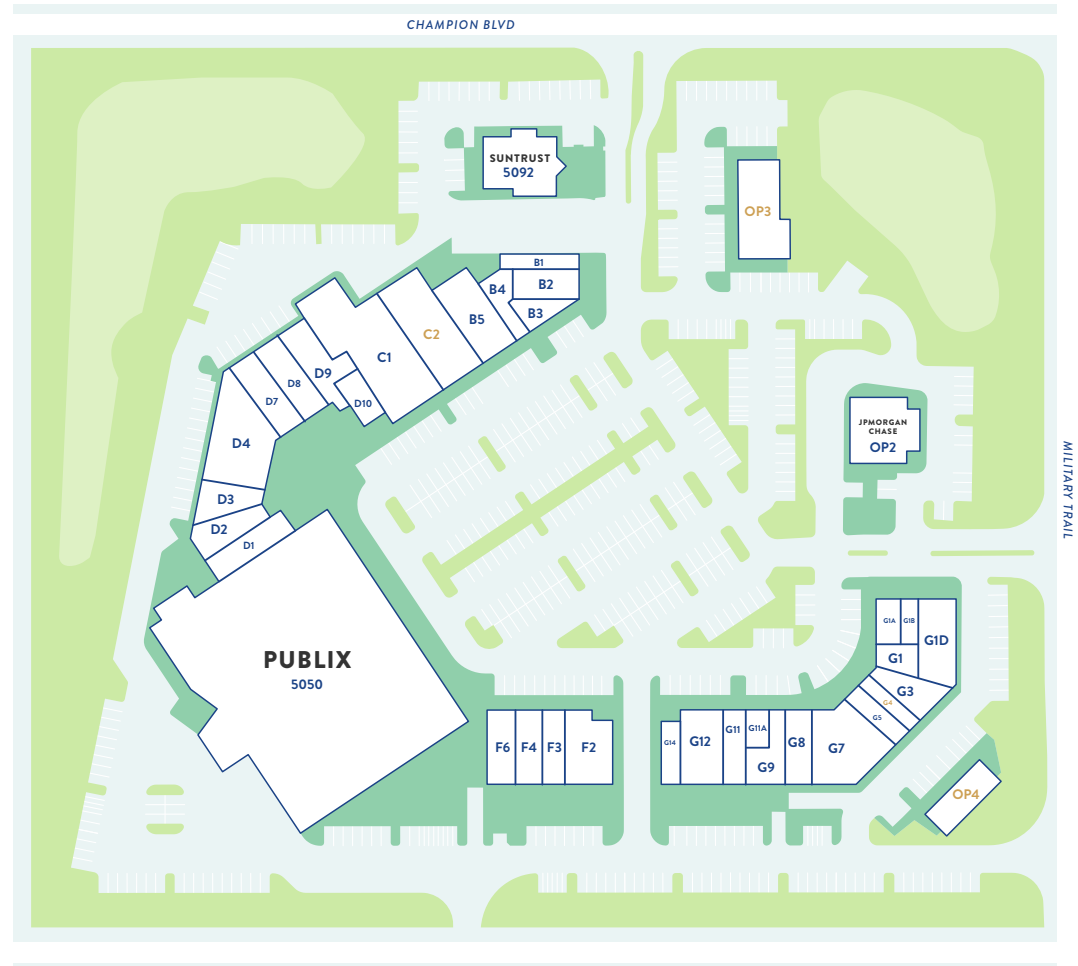 CHAMPION BLVD
SUNTRUST
5092
OP3
B1
B4
B2
B3
B5
C2
C1
D9
D8
D7
D10
D4
D3
D2
D1
JPMORGAN
CHASE
OP2
MILITARY TRAIL
PUBLIX
5050
G1A
G1B
G1D
G1
G3
G4
G5
G7
G8
G9
G11A
G11
G12
G14
F6
F4
F3
F2
OP4